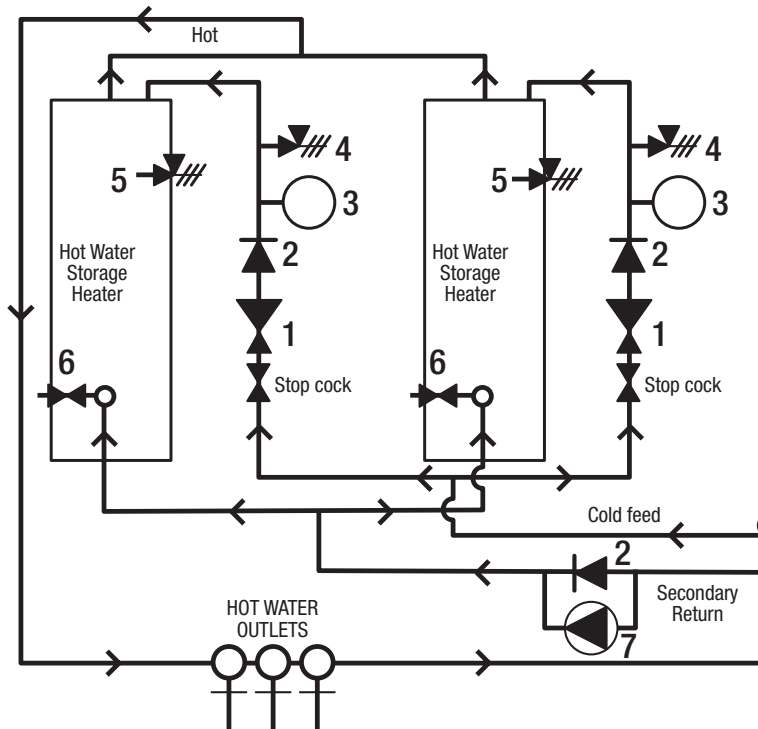 Hot
4
4
5
5
3
3
Hot Water
Storage
Heater
2
Hot Water
Storage
Heater
2
1
1
6
6
Stop cock
Stop cock
Cold feed
2
HOT WATER
OUTLETS
Secondary
Return
7